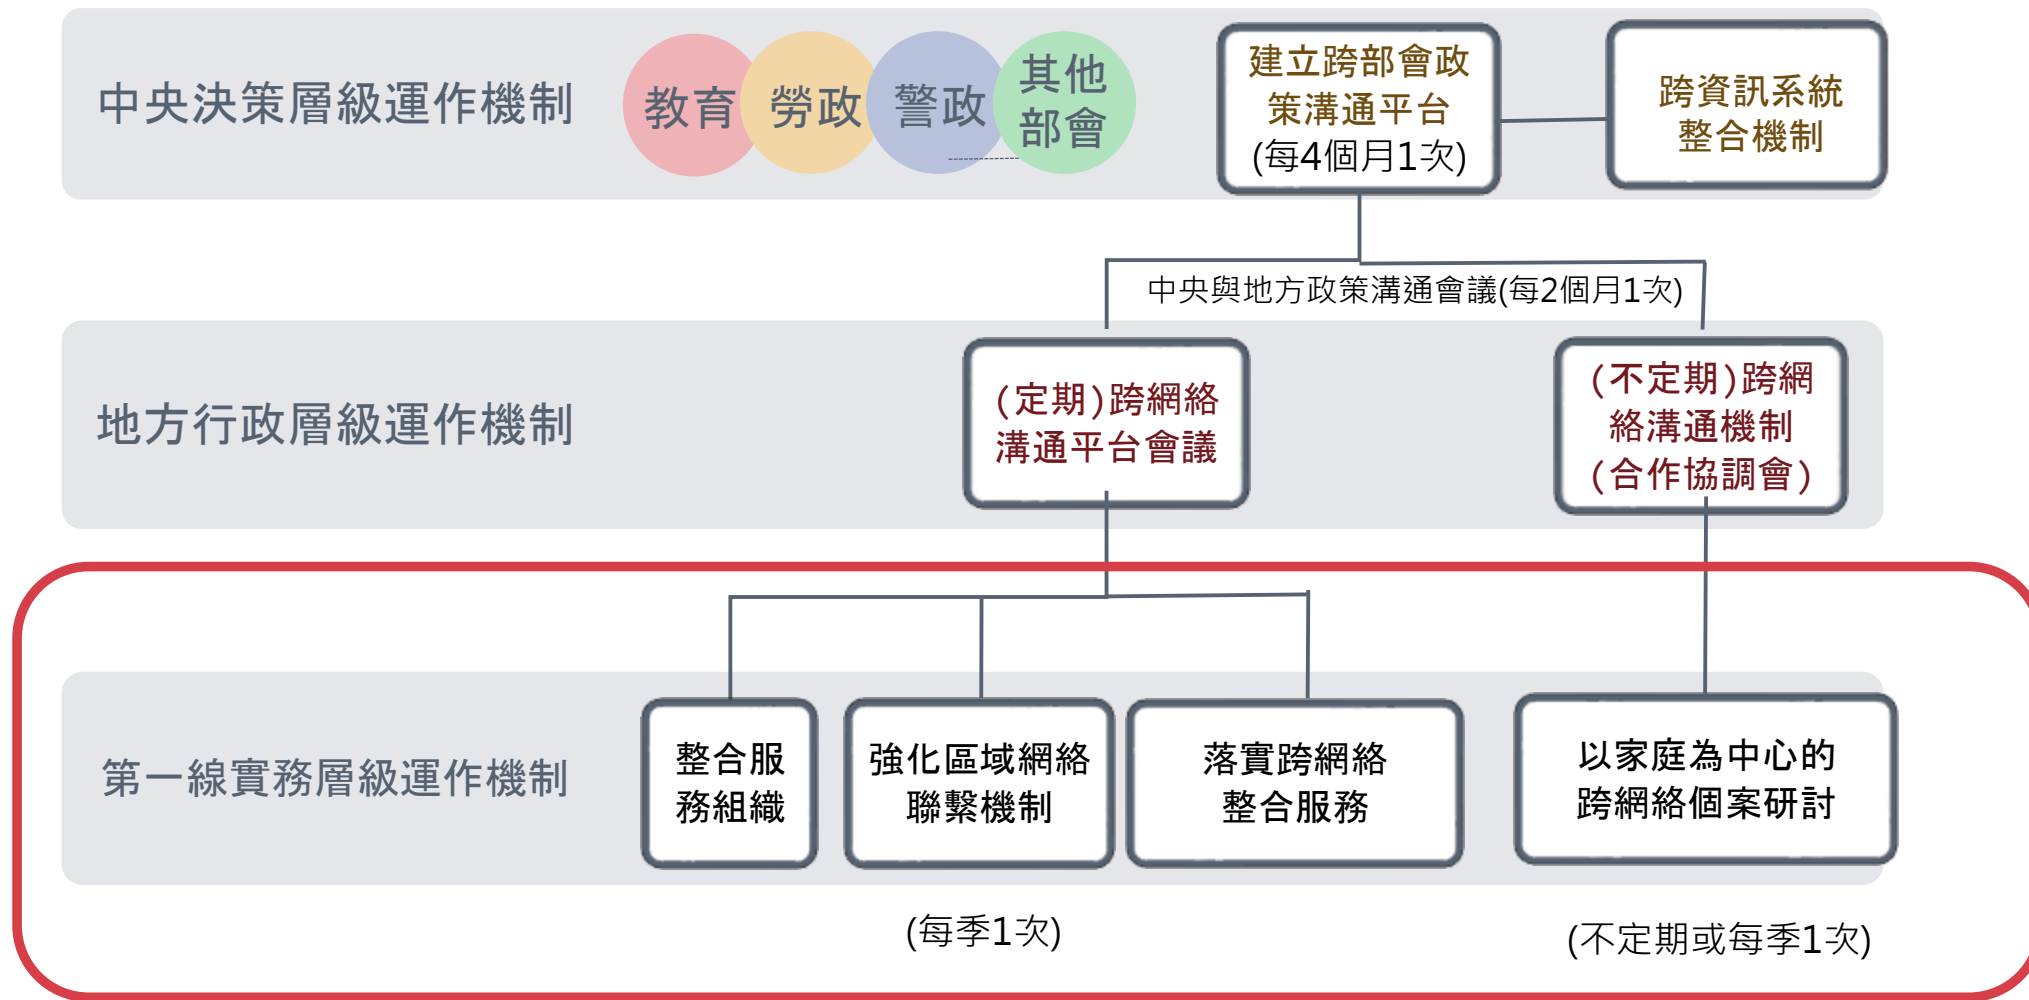 中央決策層級運作機制
教育
勞政
警政
其他
部會
建立跨部會政
策溝通平台
(每4個月1次)
跨資訊系統
整合機制
中央與地方政策溝通會議(每2個月1次)
地方行政層級運作機制
(定期)跨網絡
溝通平台會議
(不定期)跨網
絡溝通機制
(合作協調會)
第一線實務層級運作機制
整合服
務組織
強化區域網絡
聯繫機制
落實跨網絡
整合服務
以家庭為中心的
跨網絡個案研討
(每季1次)
(不定期或每季1次)